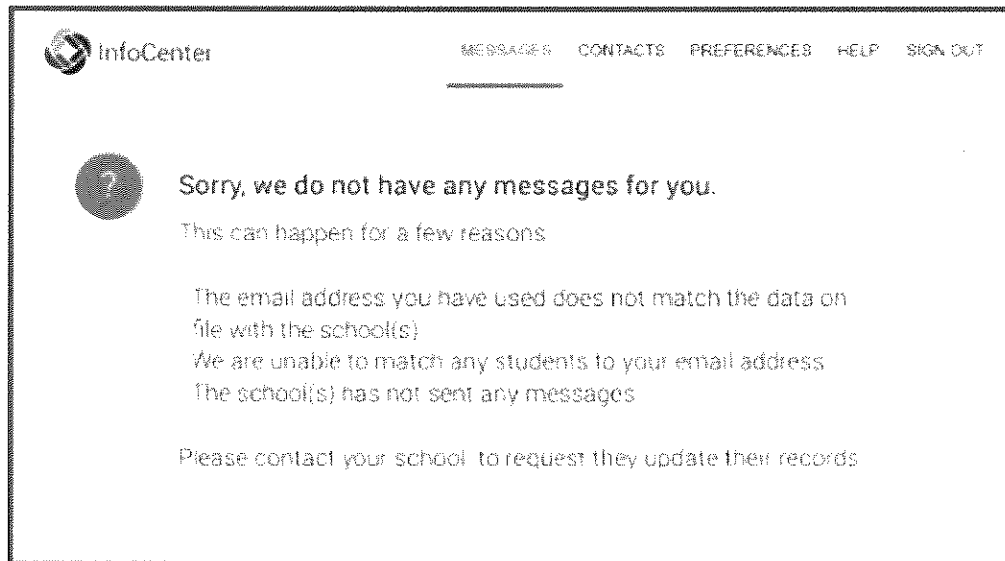 InfoCenter
MESSAGES CONTACTS PREFERENCES HELP SIGN OUT
?
Sorry, we do not have any messages for you.
This can happen for a few reasons
The email address you have used does not match the data on
file with the school(s)
We are unable to match any students to your email address
The school(s) has not sent any messages
Please contact your school to request they update their records